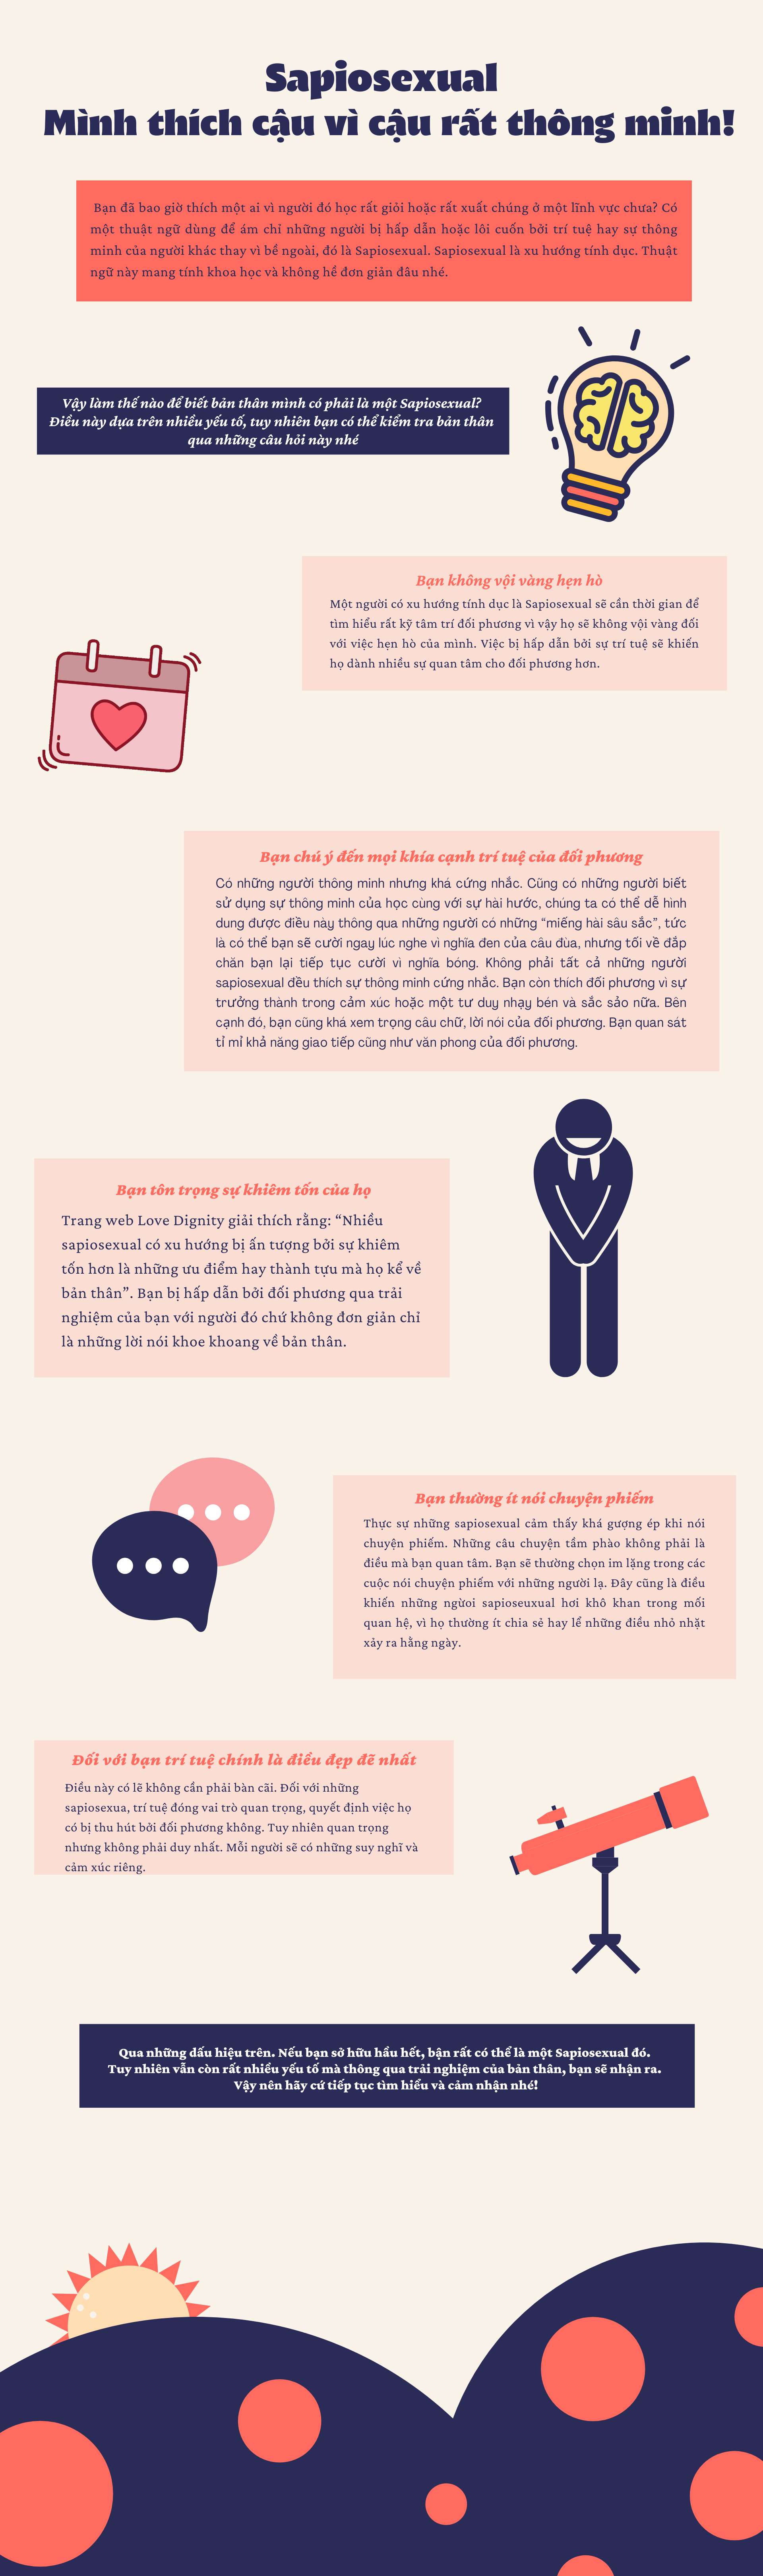 Sapiosexual
Mình thích cậu vì cậu rất thông minh!
Bạn đã bao giờ thích một ai vì người đó học rất giỏi hoặc rất xuất chúng ở một lĩnh vực chưa? Có
một thuật ngữ dùng để ám chỉ những người bị hấp dẫn hoặc lôi cuốn bởi trí tuệ hay sự thông
minh của người khác thay vì bề ngoài, đó là Sapiosexual. Sapiosexual là xu hướng tính dục. Thuật
ngữ này mang tính khoa học và không hề đơn giản đâu nhé.
Vậy làm thế nào để biết bản thân mình có phải là một Sapiosexual?
Điều này dựa trên nhiều yếu tố, tuy nhiên bạn có thể kiểm tra bản thân
qua những câu hỏi này nhé
Bạn không vội vàng hẹn hò
Một người có xu hướng tính dục là Sapiosexual sẽ cần thời gian để
tìm hiểu rất kỹ tâm trí đối phương vì vậy họ sẽ không vội vàng đối
với việc hẹn hò của mình. Việc bị hấp dẫn bởi sự trí tuệ sẽ khiến
họ dành nhiều sự quan tâm cho đối phương hơn.
Bạn chú ý đến mọi khía cạnh trí tuệ của đối phương
Có những người thông minh nhưng khá cứng nhắc. Cũng có những người biết
sử dụng sự thông minh của học cùng với sự hài hước, chúng ta có thể dễ hình
dung được điều này thông qua những người có những “miếng hài sâu sắc”, tức
là có thể bạn sẽ cười ngay lúc nghe vì nghĩa đen của câu đùa, nhưng tối về đắp
chăn bạn lại tiếp tục cười vì nghĩa bóng. Không phải tất cả những người
sapiosexual đều thích sự thông minh cứng nhắc. Bạn còn thích đối phương vì sự
trưởng thành trong cảm xúc hoặc một tư duy nhạy bén và sắc sảo nữa. Bên
cạnh đó, bạn cũng khá xem trọng câu chữ, lời nói của đối phương. Bạn quan sát
tỉ mỉ khả năng giao tiếp cũng như văn phong của đối phương.
Bạn tôn trọng sự khiêm tốn của họ
Trang web Love Dignity giải thích rằng: “Nhiều
sapiosexual có xu hướng bị ấn tượng bởi sự khiêm
tốn hơn là những ưu điểm hay thành tựu mà họ kể về
bản thân”. Bạn bị hấp dẫn bởi đối phương qua trải
nghiệm của bạn với người đó chứ không đơn giản chỉ
là những lời nói khoe khoang về bản thân.
Bạn thường ít nói chuyện phiếm
Thực sự những sapiosexual cảm thấy khá gượng ép khi nói
chuyện phiếm. Những câu chuyện tầm phào không phải là
điều mà bạn quan tâm. Bạn sẽ thường chọn im lặng trong các
cuộc nói chuyện phiếm với những người lạ. Đây cũng là điều
khiến những ngừoi sapioseuxual hơi khô khan trong mối
quan hệ, vì họ thường ít chia sẻ hay lể những điều nhỏ nhặt
xảy ra hằng ngày.
Đối với bạn trí tuệ chính là điều đẹp đẽ nhất
Điều này có lẽ không cần phải bàn cãi. Đối với những
sapiosexua, trí tuệ đóng vai trò quan trọng, quyết định việc họ
có bị thu hút bởi đối phương không. Tuy nhiên quan trọng
nhưng không phải duy nhất. Mỗi người sẽ có những suy nghĩ và
cảm xúc riêng.
Qua những dấu hiệu trên. Nếu bạn sở hữu hầu hết, bận rất có thể là một Sapiosexual đó.
Tuy nhiên vẫn còn rất nhiều yếu tố mà thông qua trải nghiệm của bản thân, bạn sẽ nhận ra.
Vậy nên hãy cứ tiếp tục tìm hiểu và cảm nhận nhé!